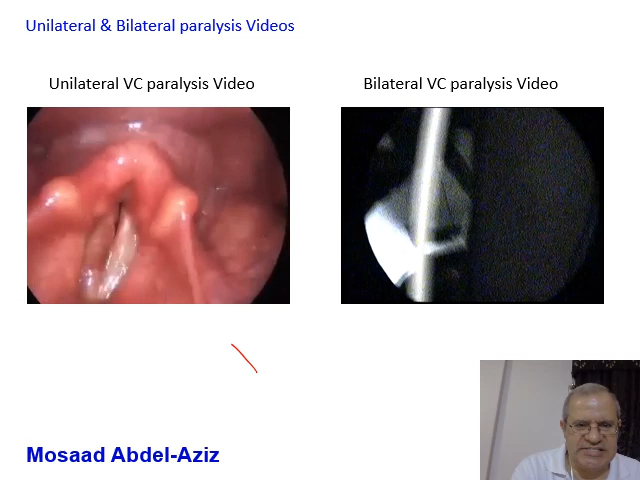 Unilateral & Bilateral paralysis Videos
Unilateral VC paralysis Video
Bilateral VC paralysis Video
Mosaad Abdel-Aziz